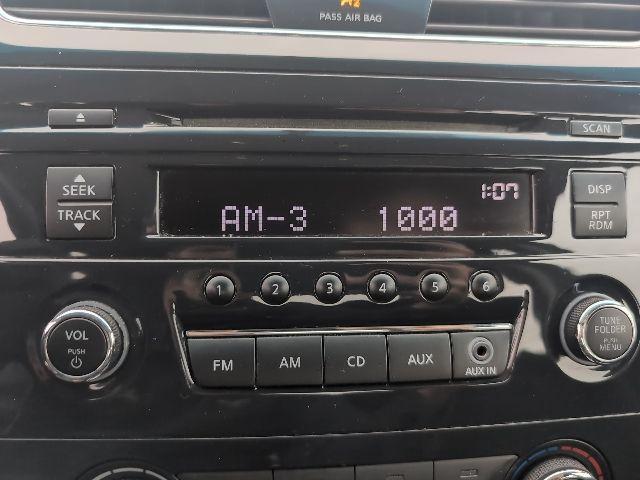 PASS AIR BAG
SCAN
SEEK
TRACK
1:07
AM-3 1000
DISP
RPT
RDM
1 2 3 4 5 6
VOL
PUSH
TUNE
FOLDER
PUSH
MENU
FM AM CD AUX
AUX IN